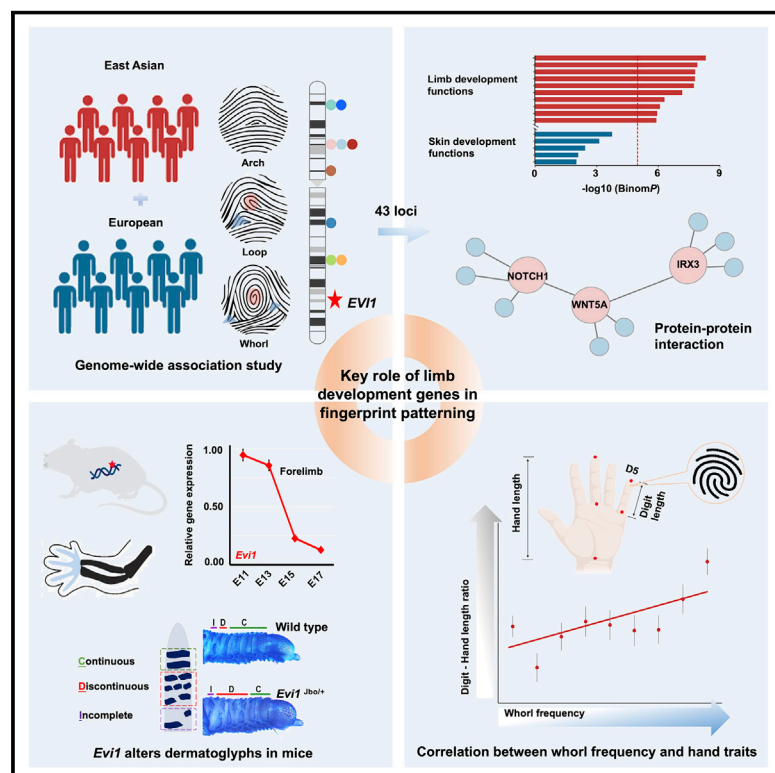 East Asian
European
Arch
Loop
Whorl
EVI1
Genome-wide association study
43 loci
Limb development
functions
Skin development
functions
0
3
6
9
-log10 (BinomP)
NOTCH1
WNT5A
IRX3
Protein-protein
interaction
Key role of limb
development genes in
fingerprint patterning
Relative gene expression
1.00
0.50
0.00
Forelimb
Evi1
E11
E13
E15
E17
Continuous
Discontinuous
Incomplete
I D C
Wild type
I D C
Evi1 Jbo/+
Evi1 alters dermatoglyphs in mice
Hand length
D5
Digit
length
Digit - Hand length ratio
Whorl frequency
Correlation between whorl frequency and hand traits